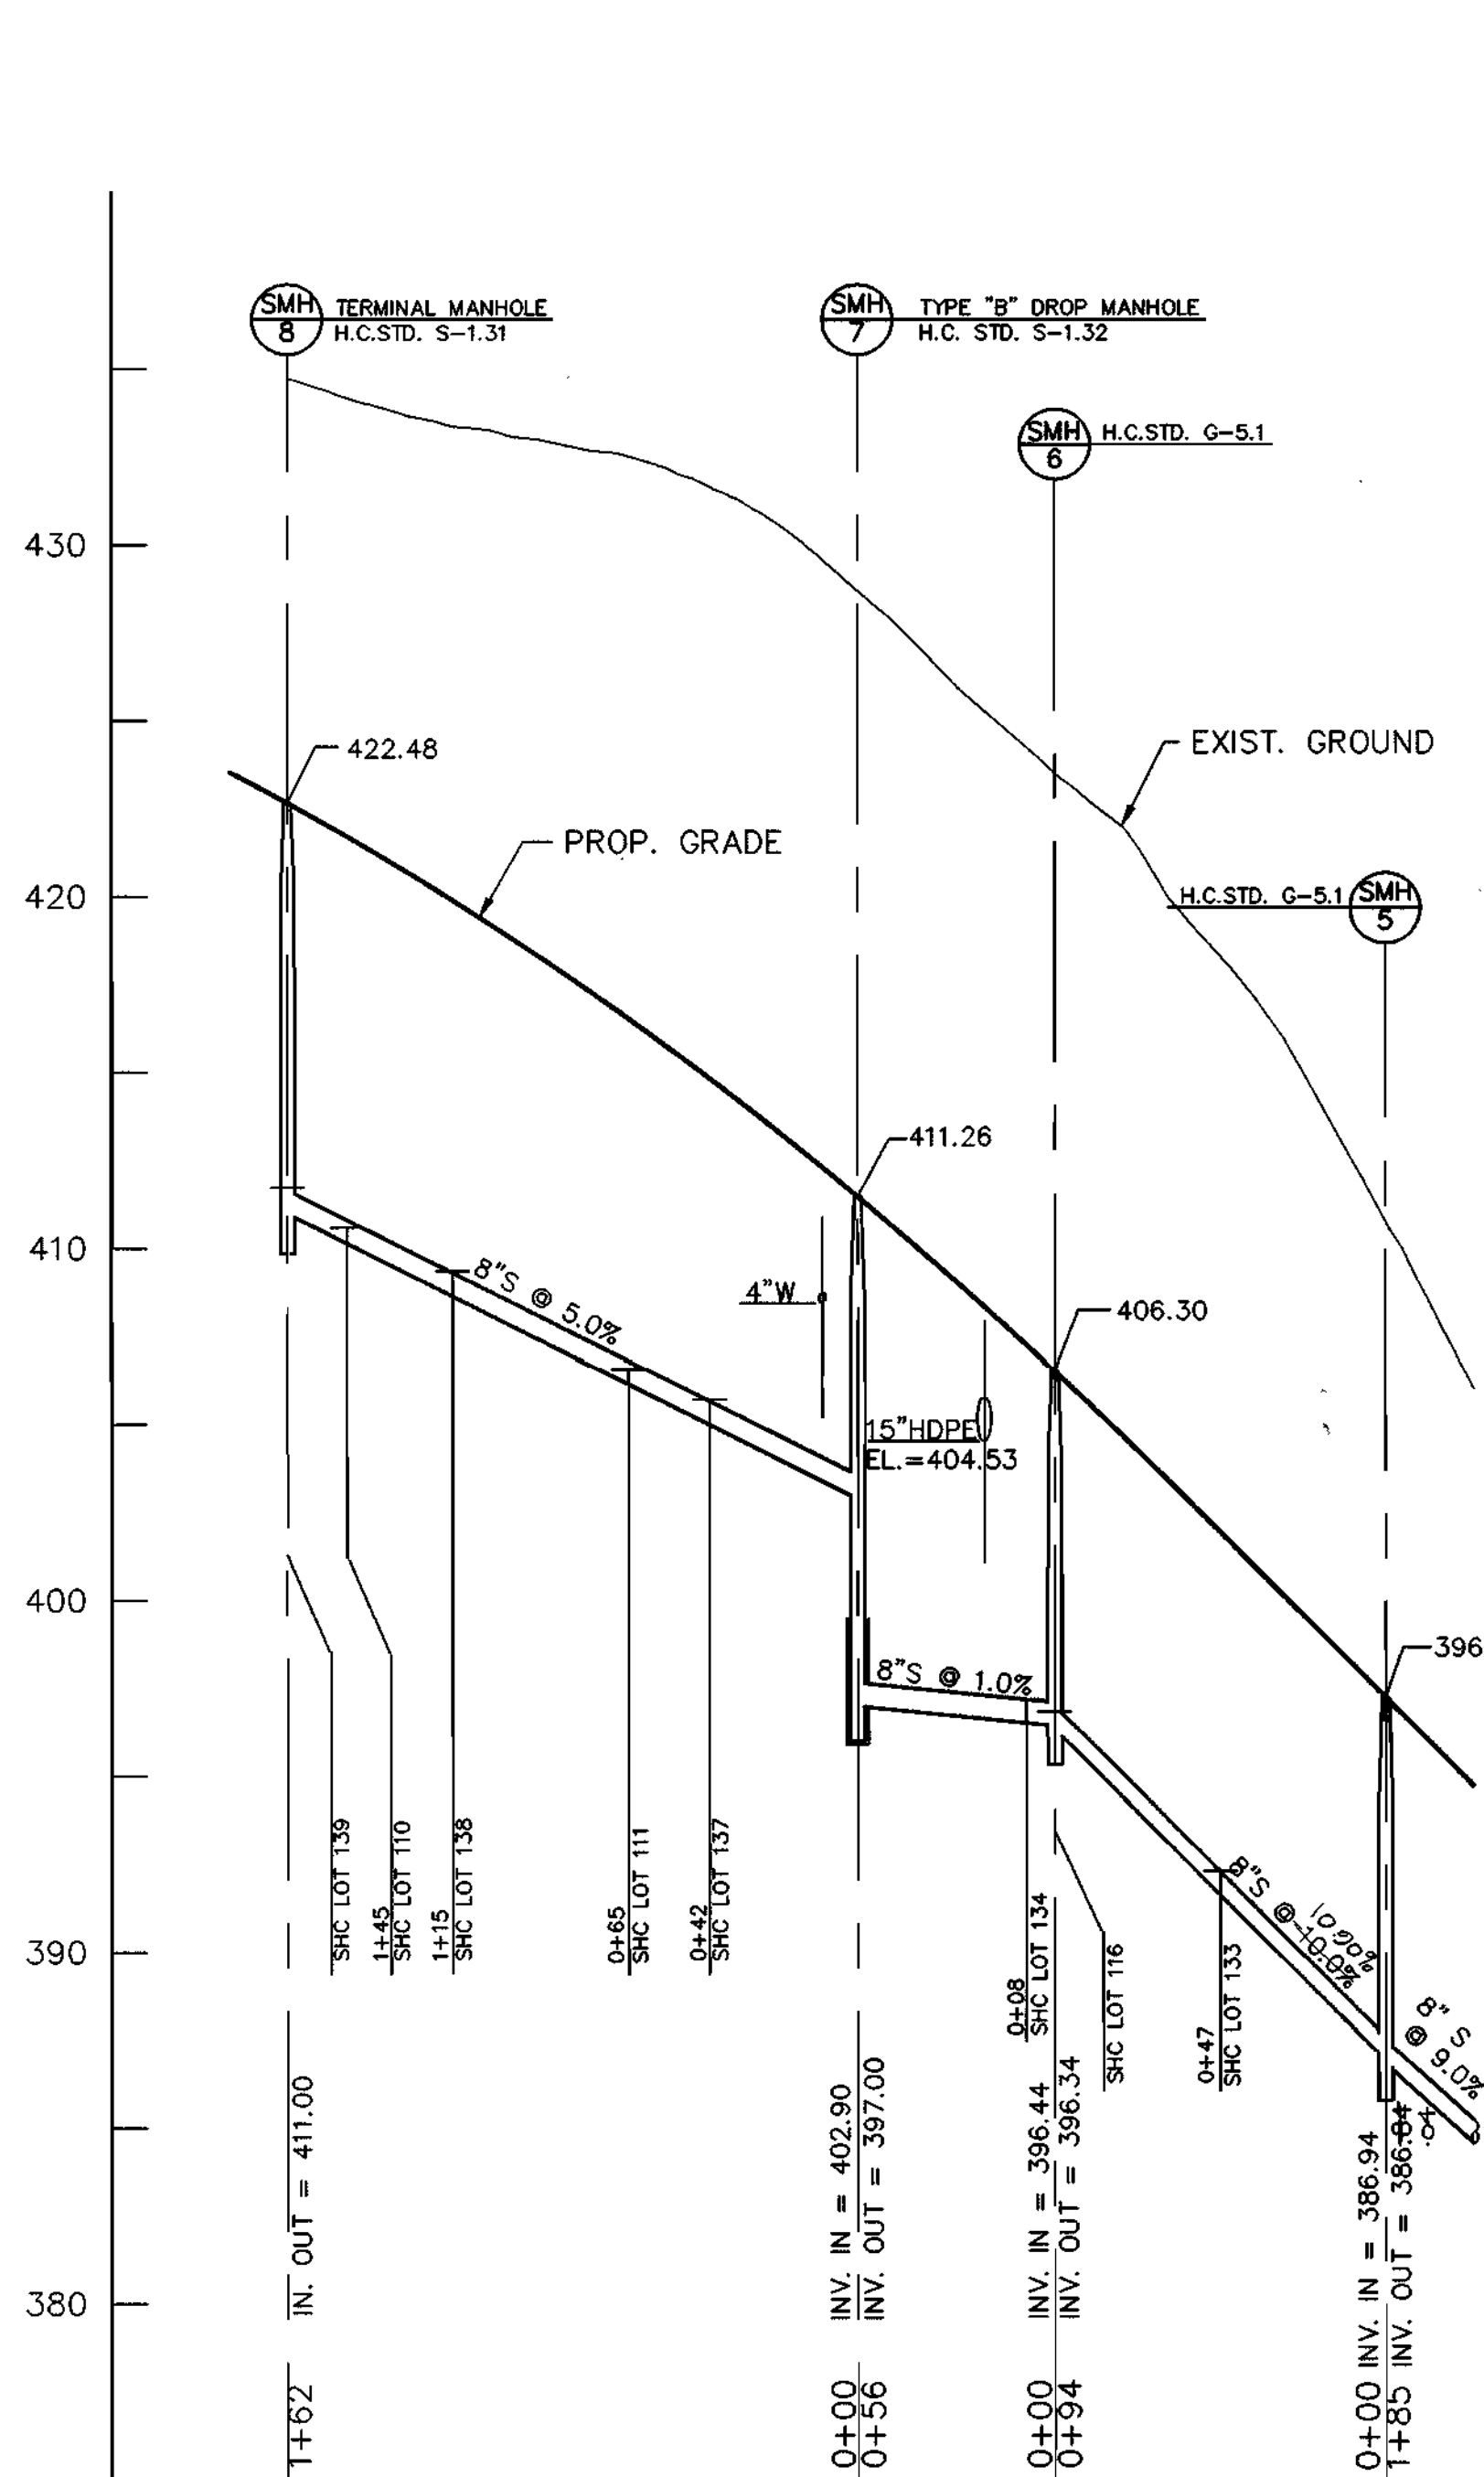 SMH
8
TERMINAL MANHOLE
H.C.STD. S-1.31
SMH
7
TYPE "B" DROP MANHOLE
H.C. STD. S-1.32
SMH
6
H.C.STD. G-5.1
430
422.48
EXIST. GROUND
PROP. GRADE
420
H.C.STD. G-5.1
SMH
5
411.26
410
8"S @ 5.0%
4"W
406.30
15"HDPE
EL.=404.53
400
396
8"S @ 1.0%
SHC LOT 139
1+45
SHC LOT 110
1+15
SHC LOT 138
0+65
SHC LOT 111
0+42
SHC LOT 137
0+08
SHC LOT 134
SHC LOT 116
0+47
SHC LOT 133
8"S @ 10.0%
10.90%
390
8" S
@ 9.0%
380
IN. OUT = 411.00
INV. IN = 402.90
INV. OUT = 397.00
INV. IN = 396.44
INV. OUT = 396.34
INV. IN = 386.94
INV. OUT = 386.84
.04
1+62
0+00
0+56
0+00
0+94
0+00
1+85